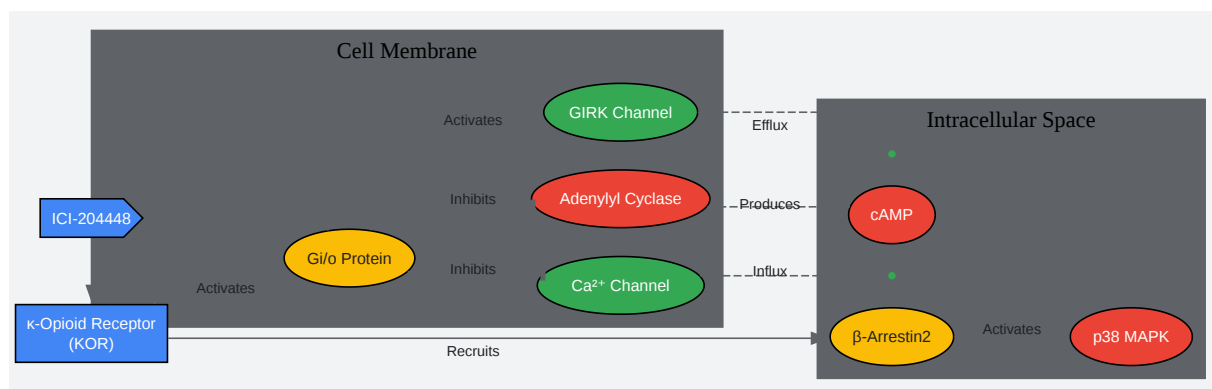 Cell Membrane
GIRK Channel
Activates
Efflux
Intracellular Space
ICI-204448
Inhibits
Adenylyl Cyclase
Produces
cAMP
Gi/o Protein
Inhibits
Ca²⁺ Channel
Influx
Activates
κ-Opioid Receptor
(KOR)
Recruits
β-Arrestin2
Activates
p38 MAPK